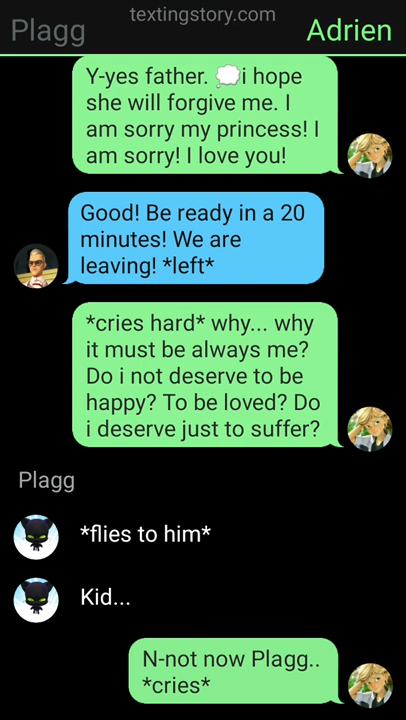 textingstory.com
Plagg
Adrien
Y-yes father. 💭i hope
she will forgive me. I
am sorry my princess! I
am sorry! I love you!
Good! Be ready in a 20
minutes! We are
leaving! *left*
*cries hard* why... why
it must be always me?
Do i not deserve to be
happy? To be loved? Do
i deserve just to suffer?
Plagg
*flies to him*
Kid...
N-not now Plagg..
*cries*